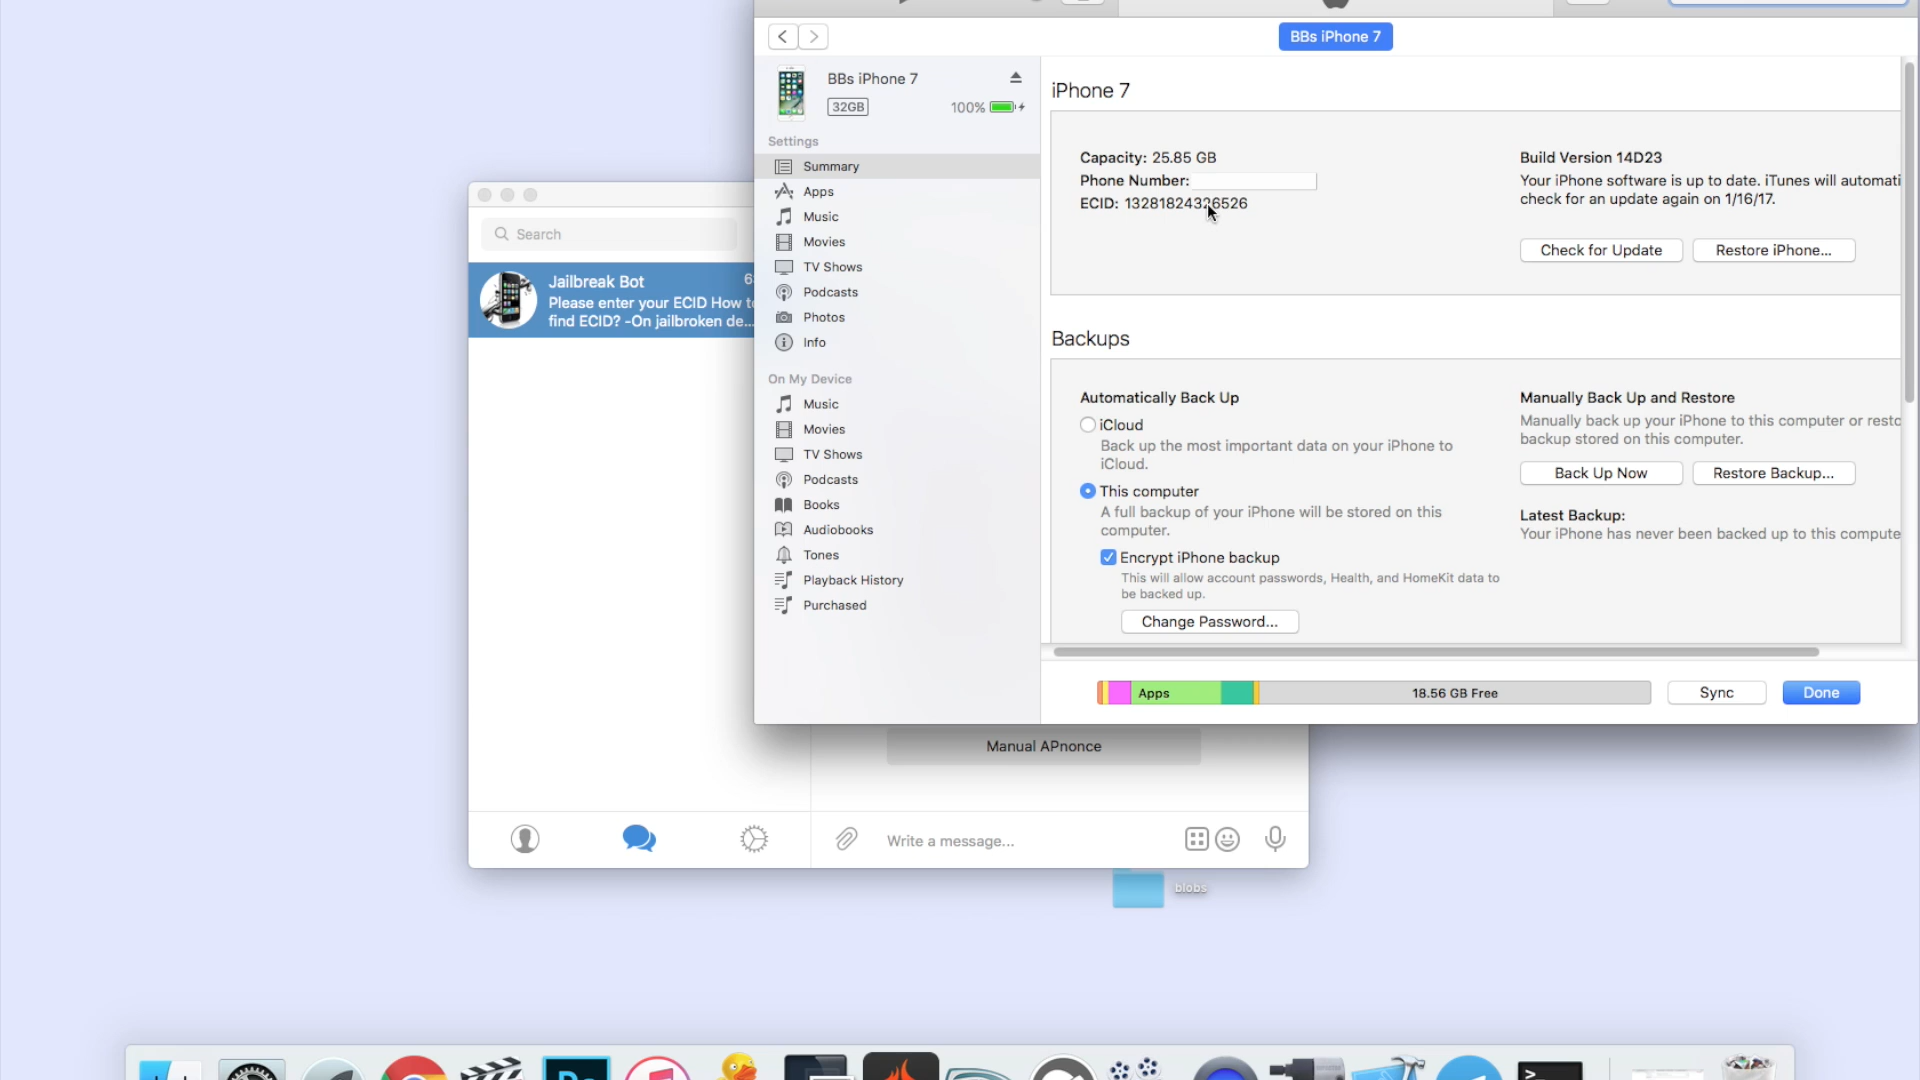 BBs iPhone 7
BBs iPhone 7
32GB
100%
Settings
Summary
Apps
Music
Movies
TV Shows
Podcasts
Photos
Info
On My Device
Music
Movies
TV Shows
Podcasts
Books
Audiobooks
Tones
Playback History
Purchased
iPhone 7
Capacity: 25.85 GB
Phone Number:
ECID: 13281824326526
Build Version 14D23
Your iPhone software is up to date. iTunes will automati
check for an update again on 1/16/17.
Check for Update
Restore iPhone...
Backups
Automatically Back Up
iCloud
Back up the most important data on your iPhone to
iCloud.
This computer
A full backup of your iPhone will be stored on this
computer.
Encrypt iPhone backup
This will allow account passwords, Health, and HomeKit data to
be backed up.
Change Password...
Manually Back Up and Restore
Manually back up your iPhone to this computer or resto
backup stored on this computer.
Back Up Now
Restore Backup...
Latest Backup:
Your iPhone has never been backed up to this compute
Apps
18.56 GB Free
Sync
Done
Search
Jailbreak Bot
Please enter your ECID How to
find ECID? -On jailbroken de...
Manual APnonce
Write a message...
blobs